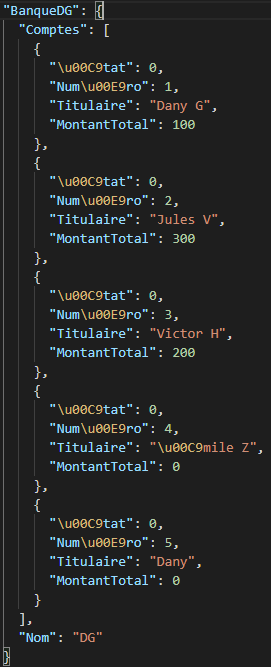 "BanqueDG": {
  "Comptes": [
    {
      "\u00C9tat": 0,
      "Num\u00E9ro": 1,
      "Titulaire": "Dany G",
      "MontantTotal": 100
    },
    {
      "\u00C9tat": 0,
      "Num\u00E9ro": 2,
      "Titulaire": "Jules V",
      "MontantTotal": 300
    },
    {
      "\u00C9tat": 0,
      "Num\u00E9ro": 3,
      "Titulaire": "Victor H",
      "MontantTotal": 200
    },
    {
      "\u00C9tat": 0,
      "Num\u00E9ro": 4,
      "Titulaire": "\u00C9mile Z",
      "MontantTotal": 0
    },
    {
      "\u00C9tat": 0,
      "Num\u00E9ro": 5,
      "Titulaire": "Dany",
      "MontantTotal": 0
    }
  ],
  "Nom": "DG"
}